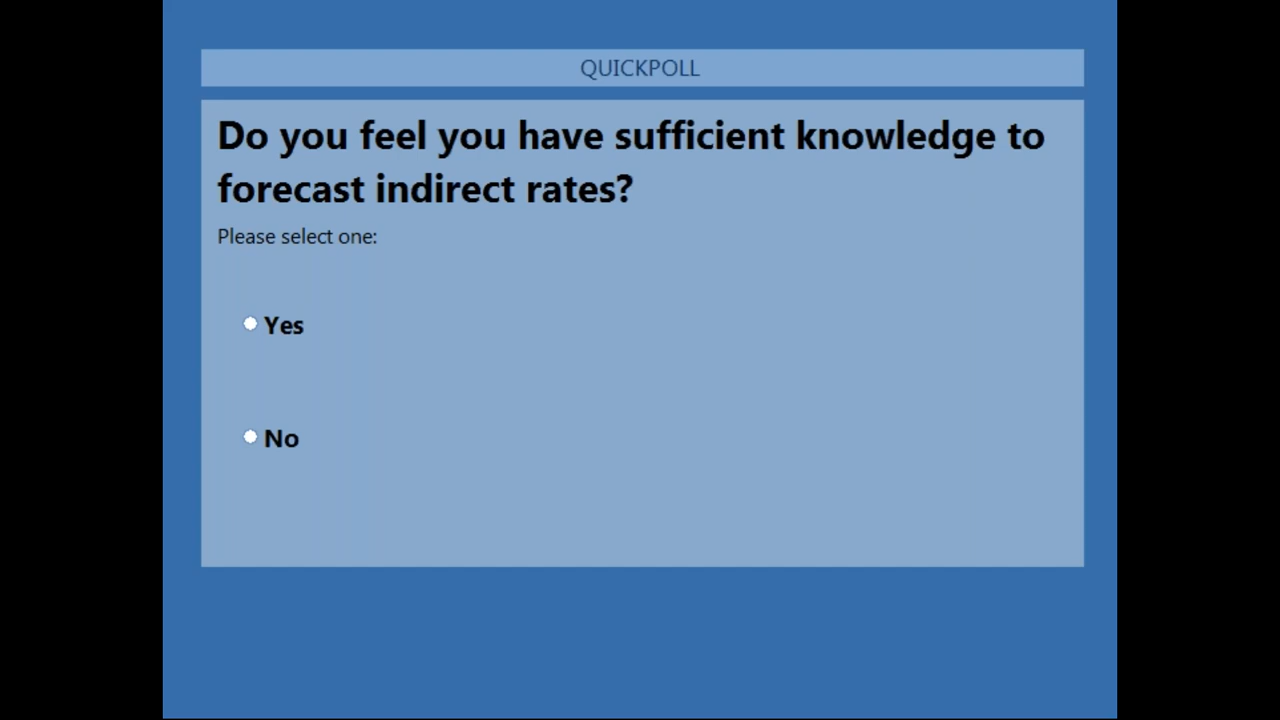 QUICKPOLL
Do you feel you have sufficient knowledge to
forecast indirect rates?
Please select one:
Yes
No